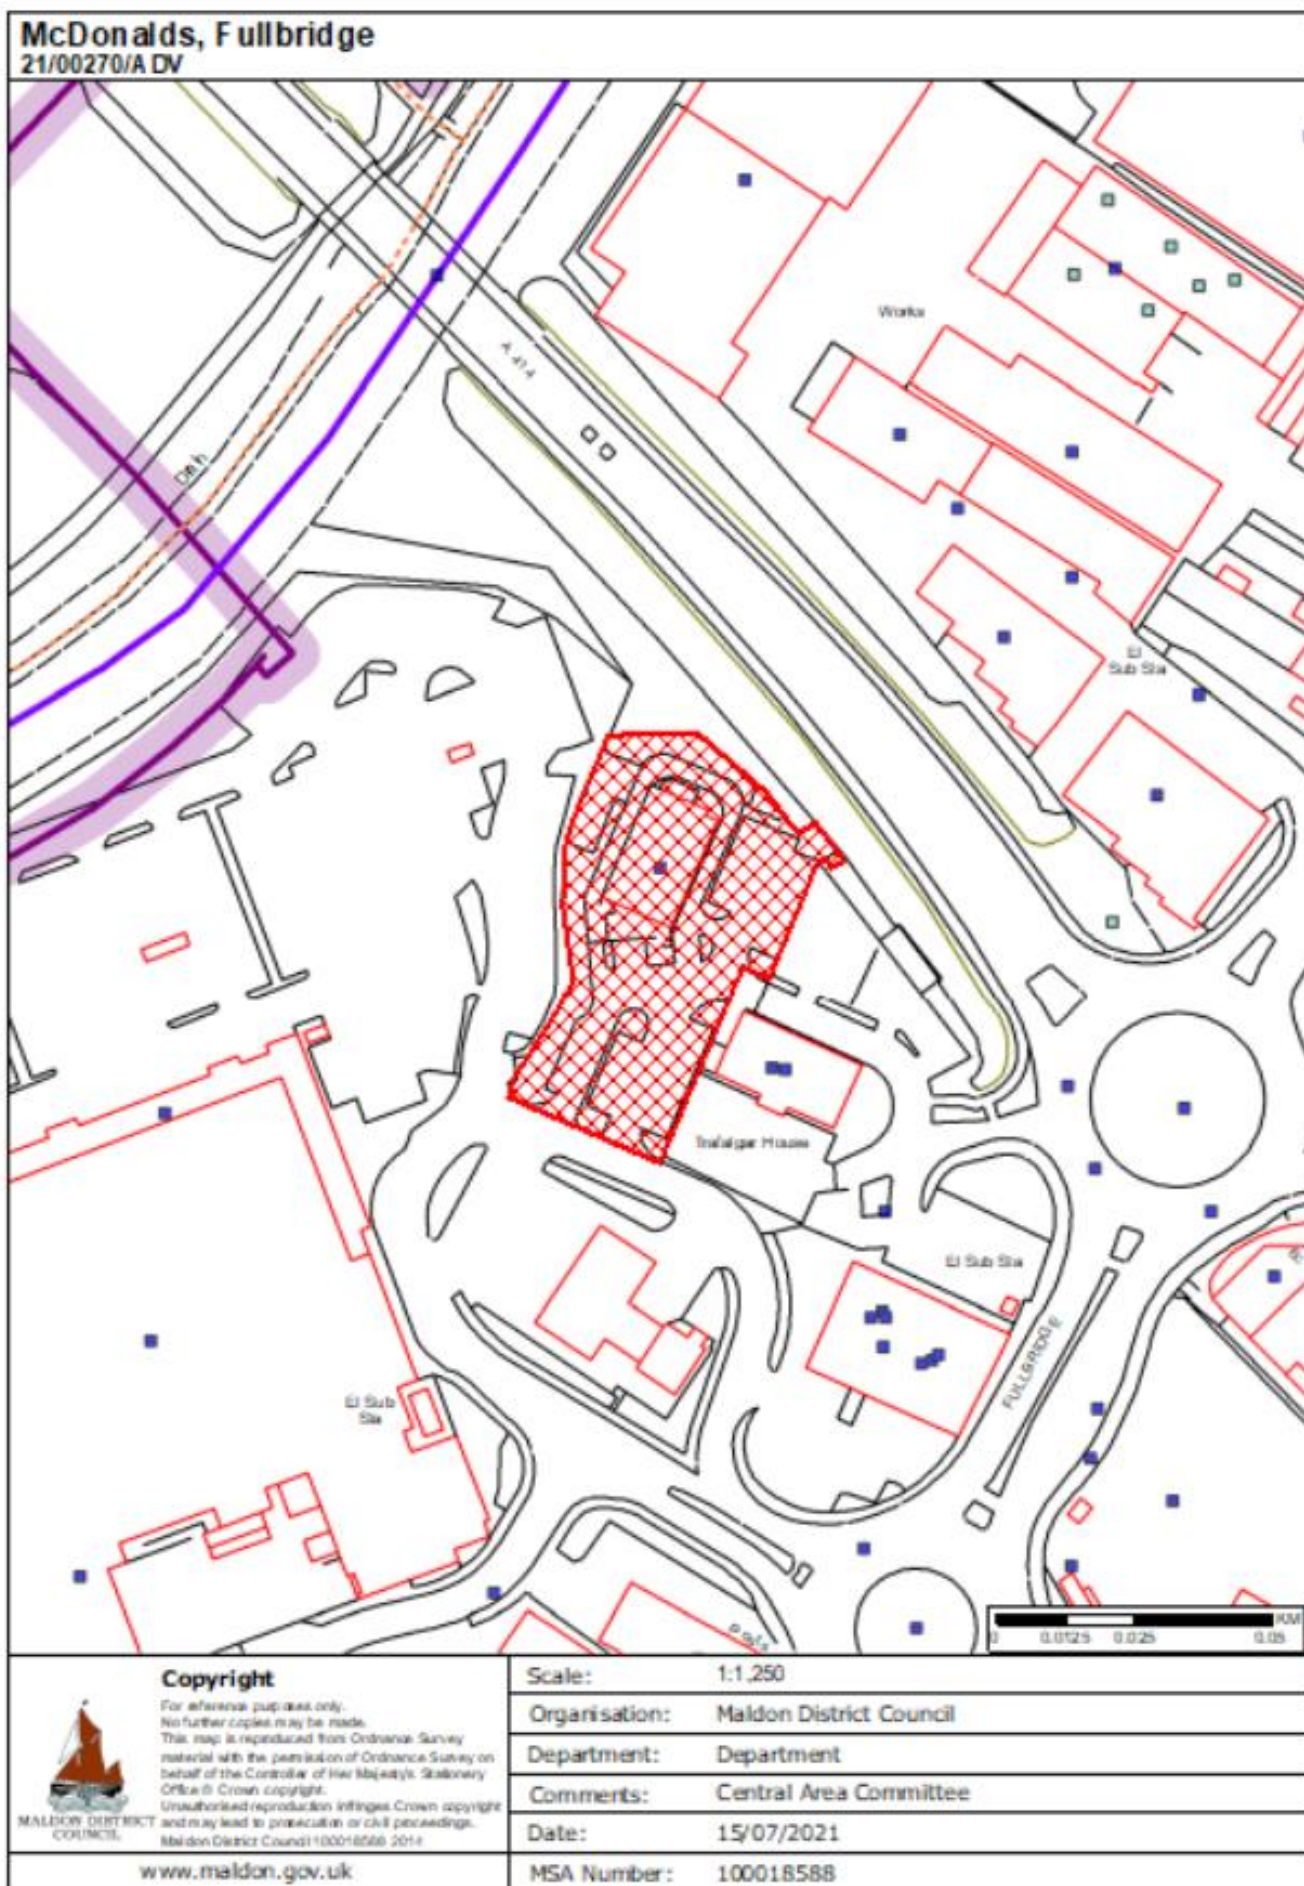 McDonalds, Fullbridge
21/00270/ADV
A 414
Works
Drain
El
Sub Sta
Trafalgar House
El Sub Sta
FULLBRIDGE
El Sub
Sta
KM
0 0.0125 0.025 0.05
Copyright
For reference purposes only.
No further copies may be made.
This map is reproduced from Ordnance Survey
material with the permission of Ordnance Survey on
behalf of the Controller of Her Majesty's Stationery
Office © Crown copyright.
Unauthorised reproduction infringes Crown copyright
and may lead to prosecution or civil proceedings.
Maldon District Council 100018588 2014
MALDON DISTRICT
COUNCIL
www.maldon.gov.uk
Scale: 1:1,250
Organisation: Maldon District Council
Department: Department
Comments: Central Area Committee
Date: 15/07/2021
MSA Number: 100018588